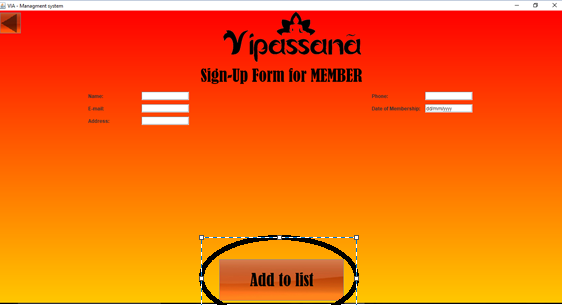 VIA - Managment system
Vipassanā
Sign-Up Form for MEMBER
Name: Phone:
E-mail: Date of Membership: dd/mm/yyyy
Address:
Add to list